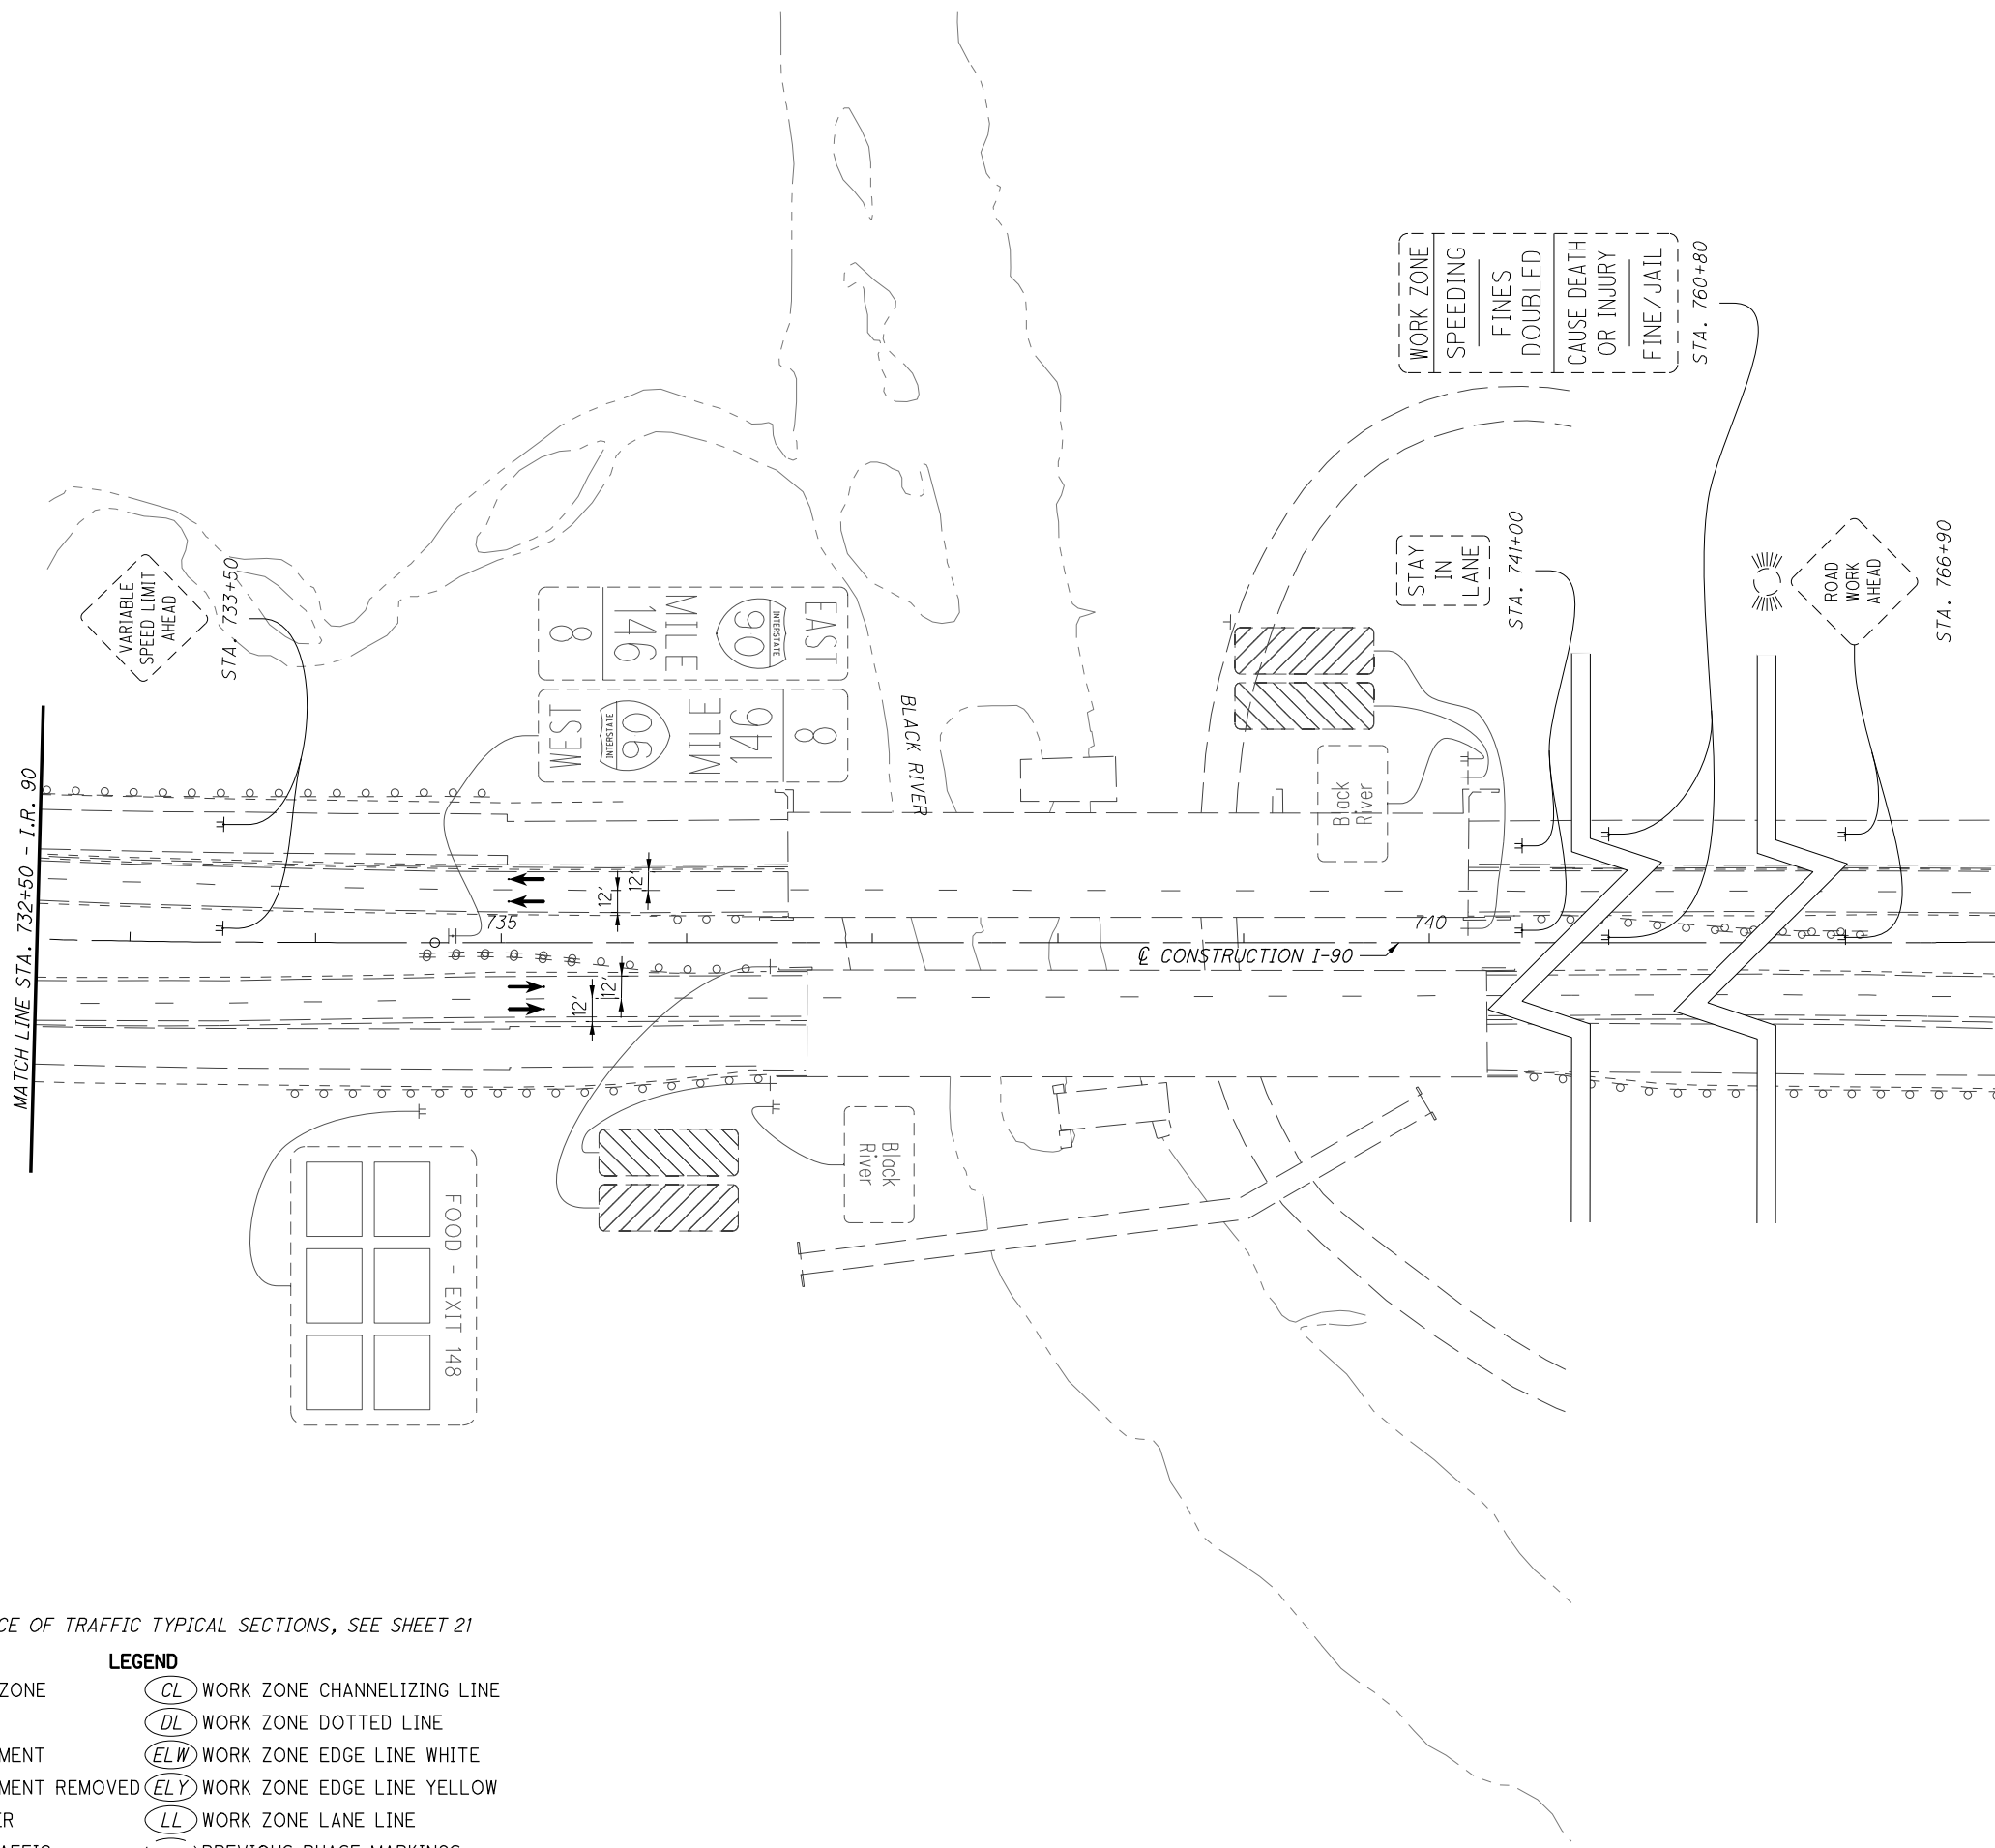 WORK ZONE
SPEEDING
FINES
DOUBLED
CAUSE DEATH
OR INJURY
FINE/JAIL
STA. 760+80
STAY
IN
LANE
STA. 741+00
ROAD
WORK
AHEAD
STA. 766+90
VARIABLE
SPEED LIMIT
AHEAD
STA. 733+50
EAST
INTERSTATE
90
MILE
146
8
WEST
INTERSTATE
90
MILE
146
8
BLACK RIVER
Black
River
MATCH LINE STA. 732+50 - I.R. 90
12'
12'
735
740
℄ CONSTRUCTION I-90
12'
12'
Black
River
FOOD - EXIT 148
CE OF TRAFFIC TYPICAL SECTIONS, SEE SHEET 21
LEGEND
ZONE
CL WORK ZONE CHANNELIZING LINE
DL WORK ZONE DOTTED LINE
MENT
ELW WORK ZONE EDGE LINE WHITE
MENT REMOVED
ELY WORK ZONE EDGE LINE YELLOW
ER
LL WORK ZONE LANE LINE